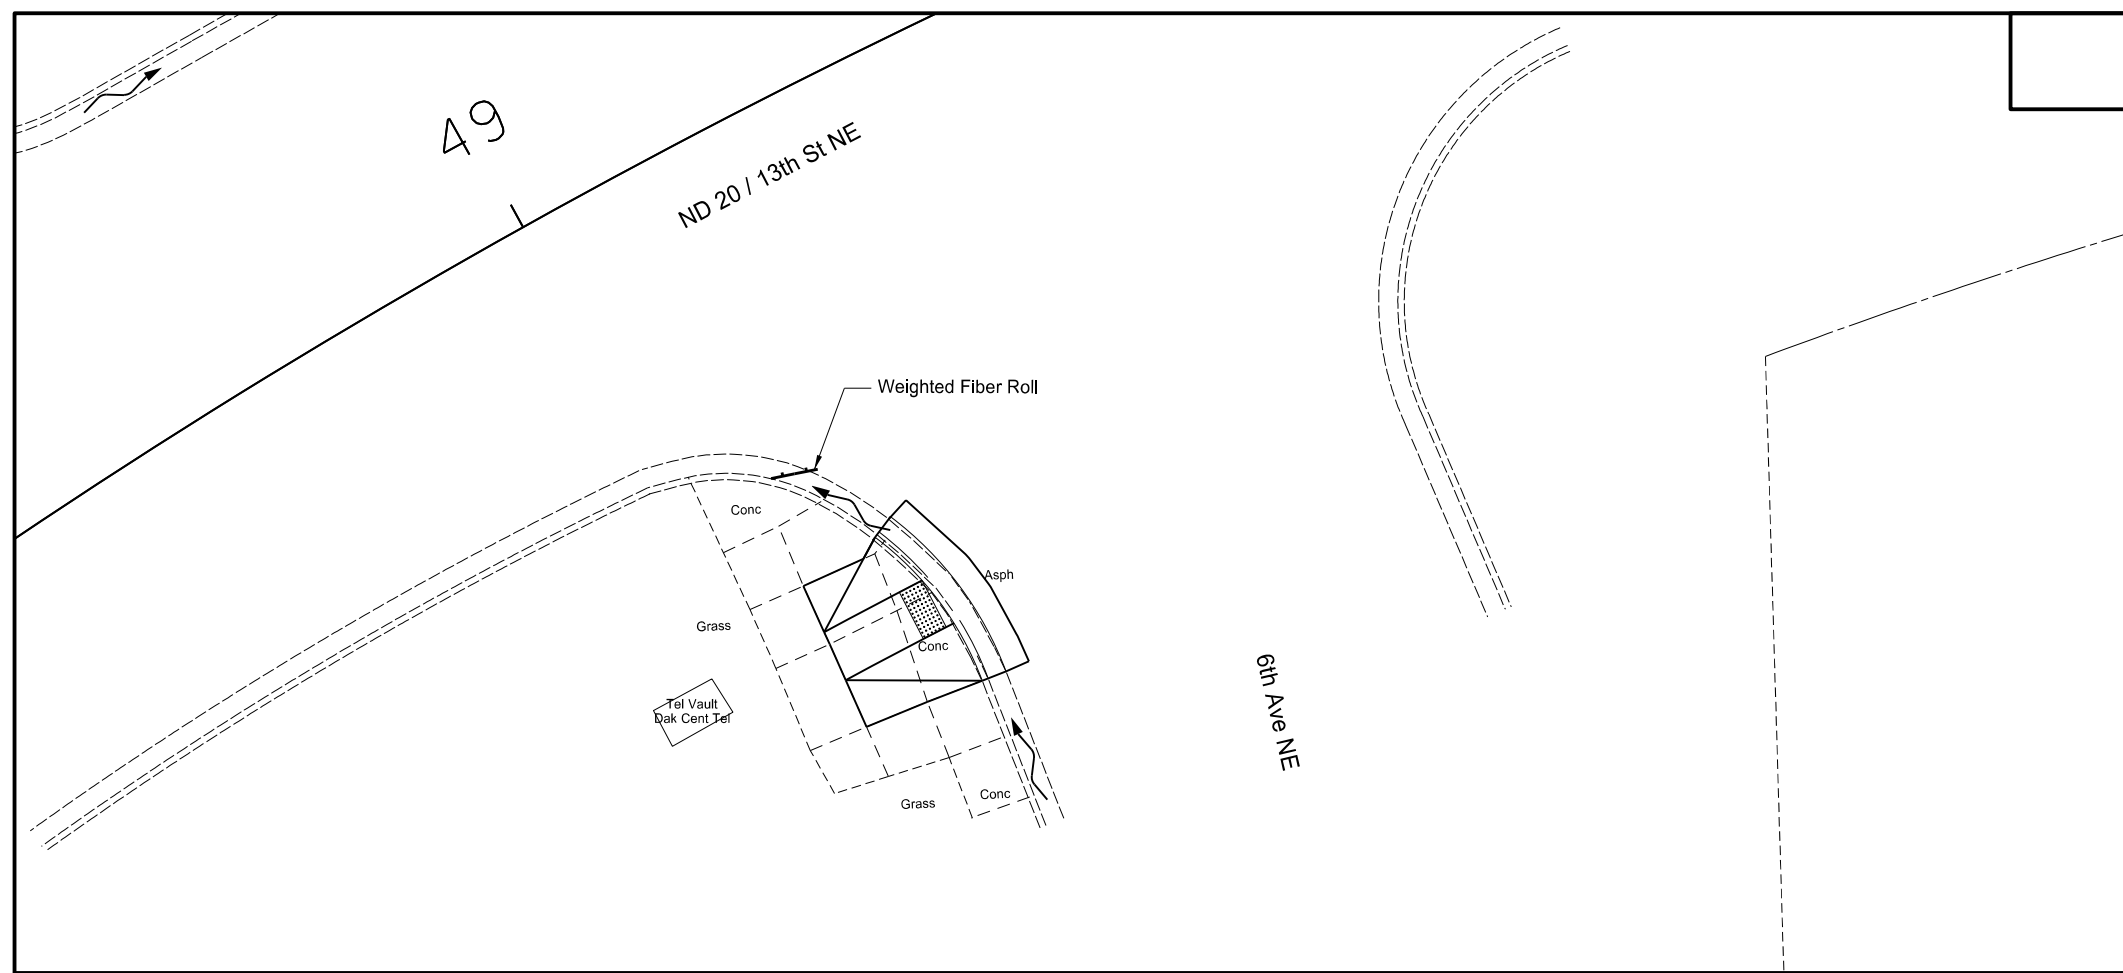 49
ND 20 / 13th St NE
Weighted Fiber Roll
Conc
Asph
Grass
Conc
6th Ave NE
Tel Vault
Dak Cent Tel
Conc
Grass